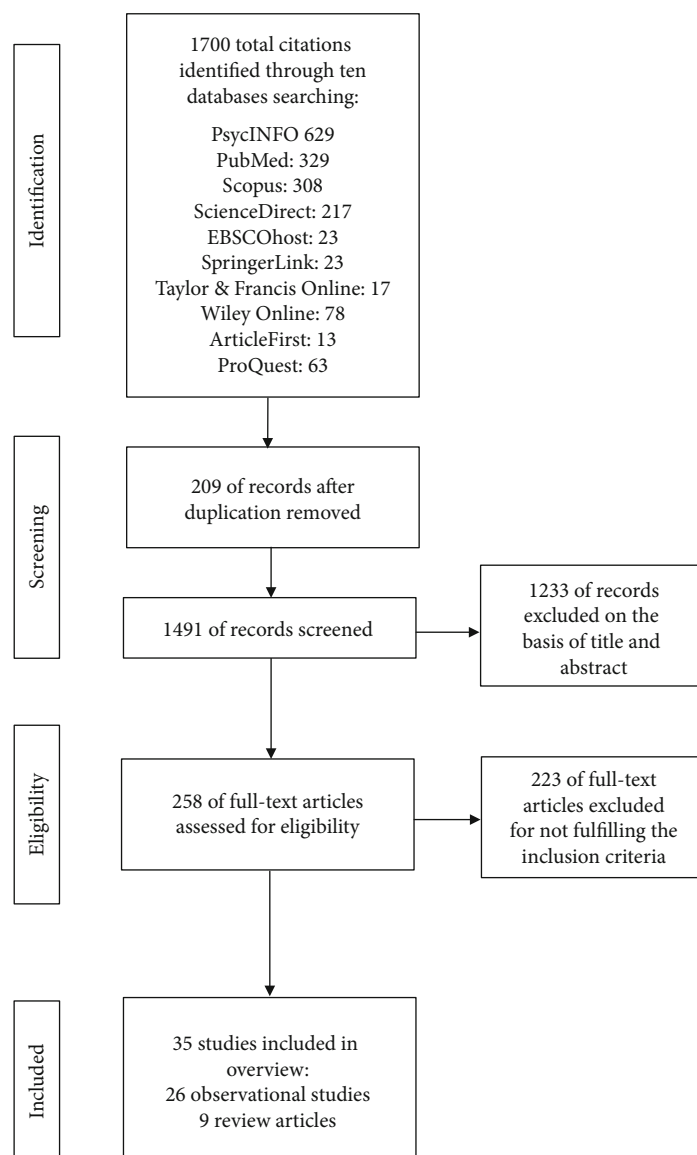 Identification
1700 total citations
identified through ten
databases searching:
PsycINFO 629
PubMed: 329
Scopus: 308
ScienceDirect: 217
EBSCOhost: 23
SpringerLink: 23
Taylor & Francis Online: 17
Wiley Online: 78
ArticleFirst: 13
ProQuest: 63
Screening
209 of records after
duplication removed
1491 of records screened
1233 of records
excluded on the
basis of title and
abstract
Eligibility
258 of full-text articles
assessed for eligibility
223 of full-text
articles excluded
for not fulfilling the
inclusion criteria
Included
35 studies included in
overview:
26 observational studies
9 review articles